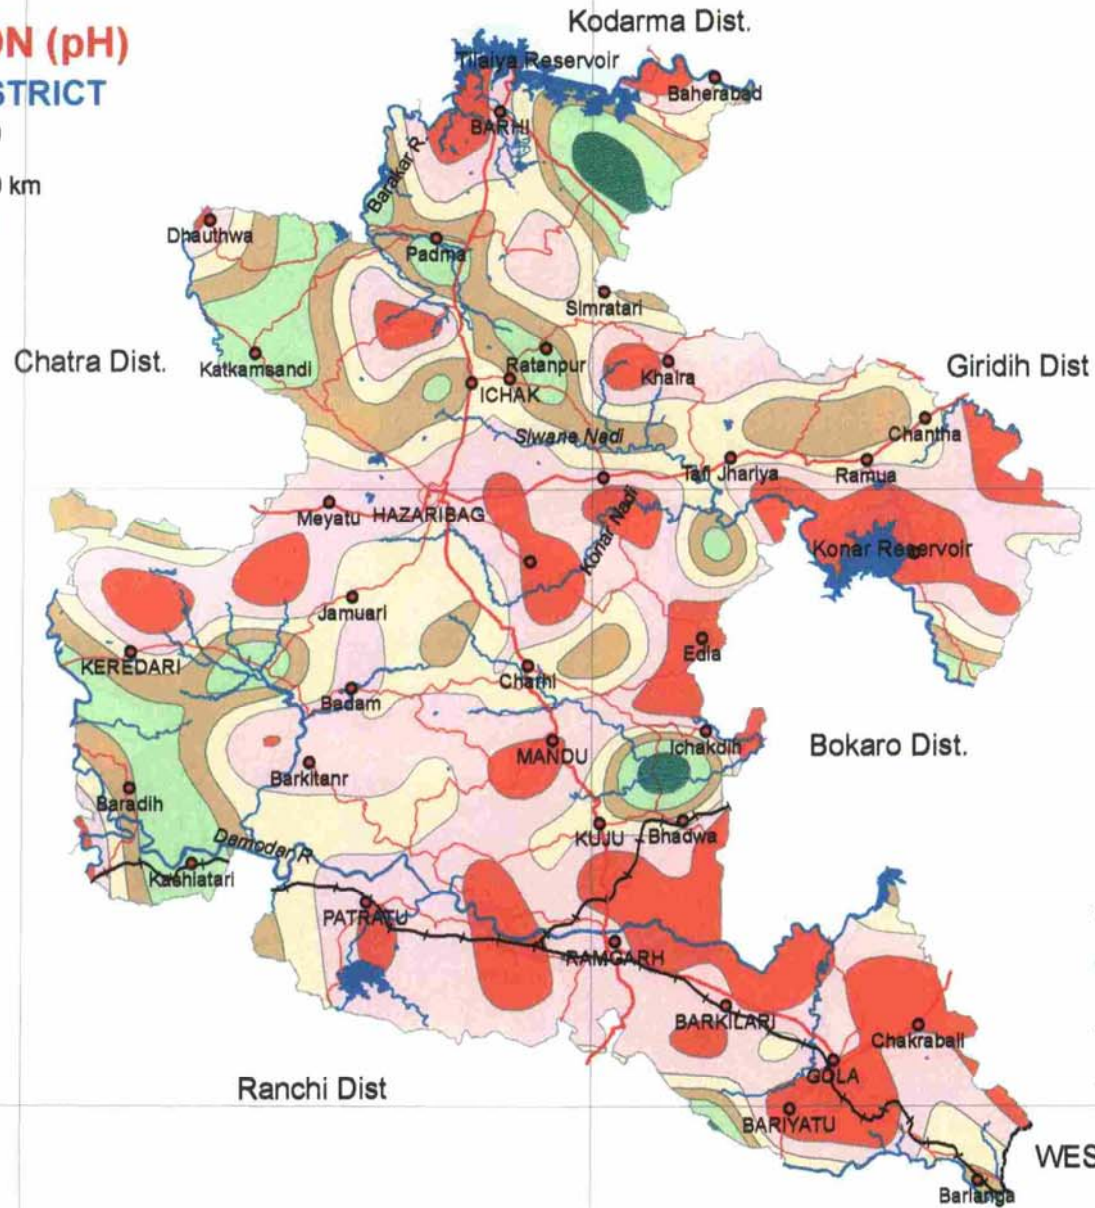 ON (pH)
STRICT
km
Kodarma Dist.
Tilaiya Reservoir
Baherabad
BARHI
Barakar R.
Dhauthwa
Padma
Simratari
Chatra Dist.
Katkamsandi
Ratanpur
Khaira
Giridih Dist
ICHAK
Chantha
Siwane Nadi
Tati Jhariya
Ramua
Meyatu
HAZARIBAG
Konar Nadi
Konar Reservoir
Jamuari
Edla
KEREDARI
Charhi
Badam
Ichakdih
Bokaro Dist.
MANDU
Barkitanr
Baradih
KUJU
Bhadwa
Damodar R
Kashiatari
PATRATU
RAMGARH
BARKILARI
Chakrabali
GOLA
Ranchi Dist
BARIYATU
WES
Barlanga